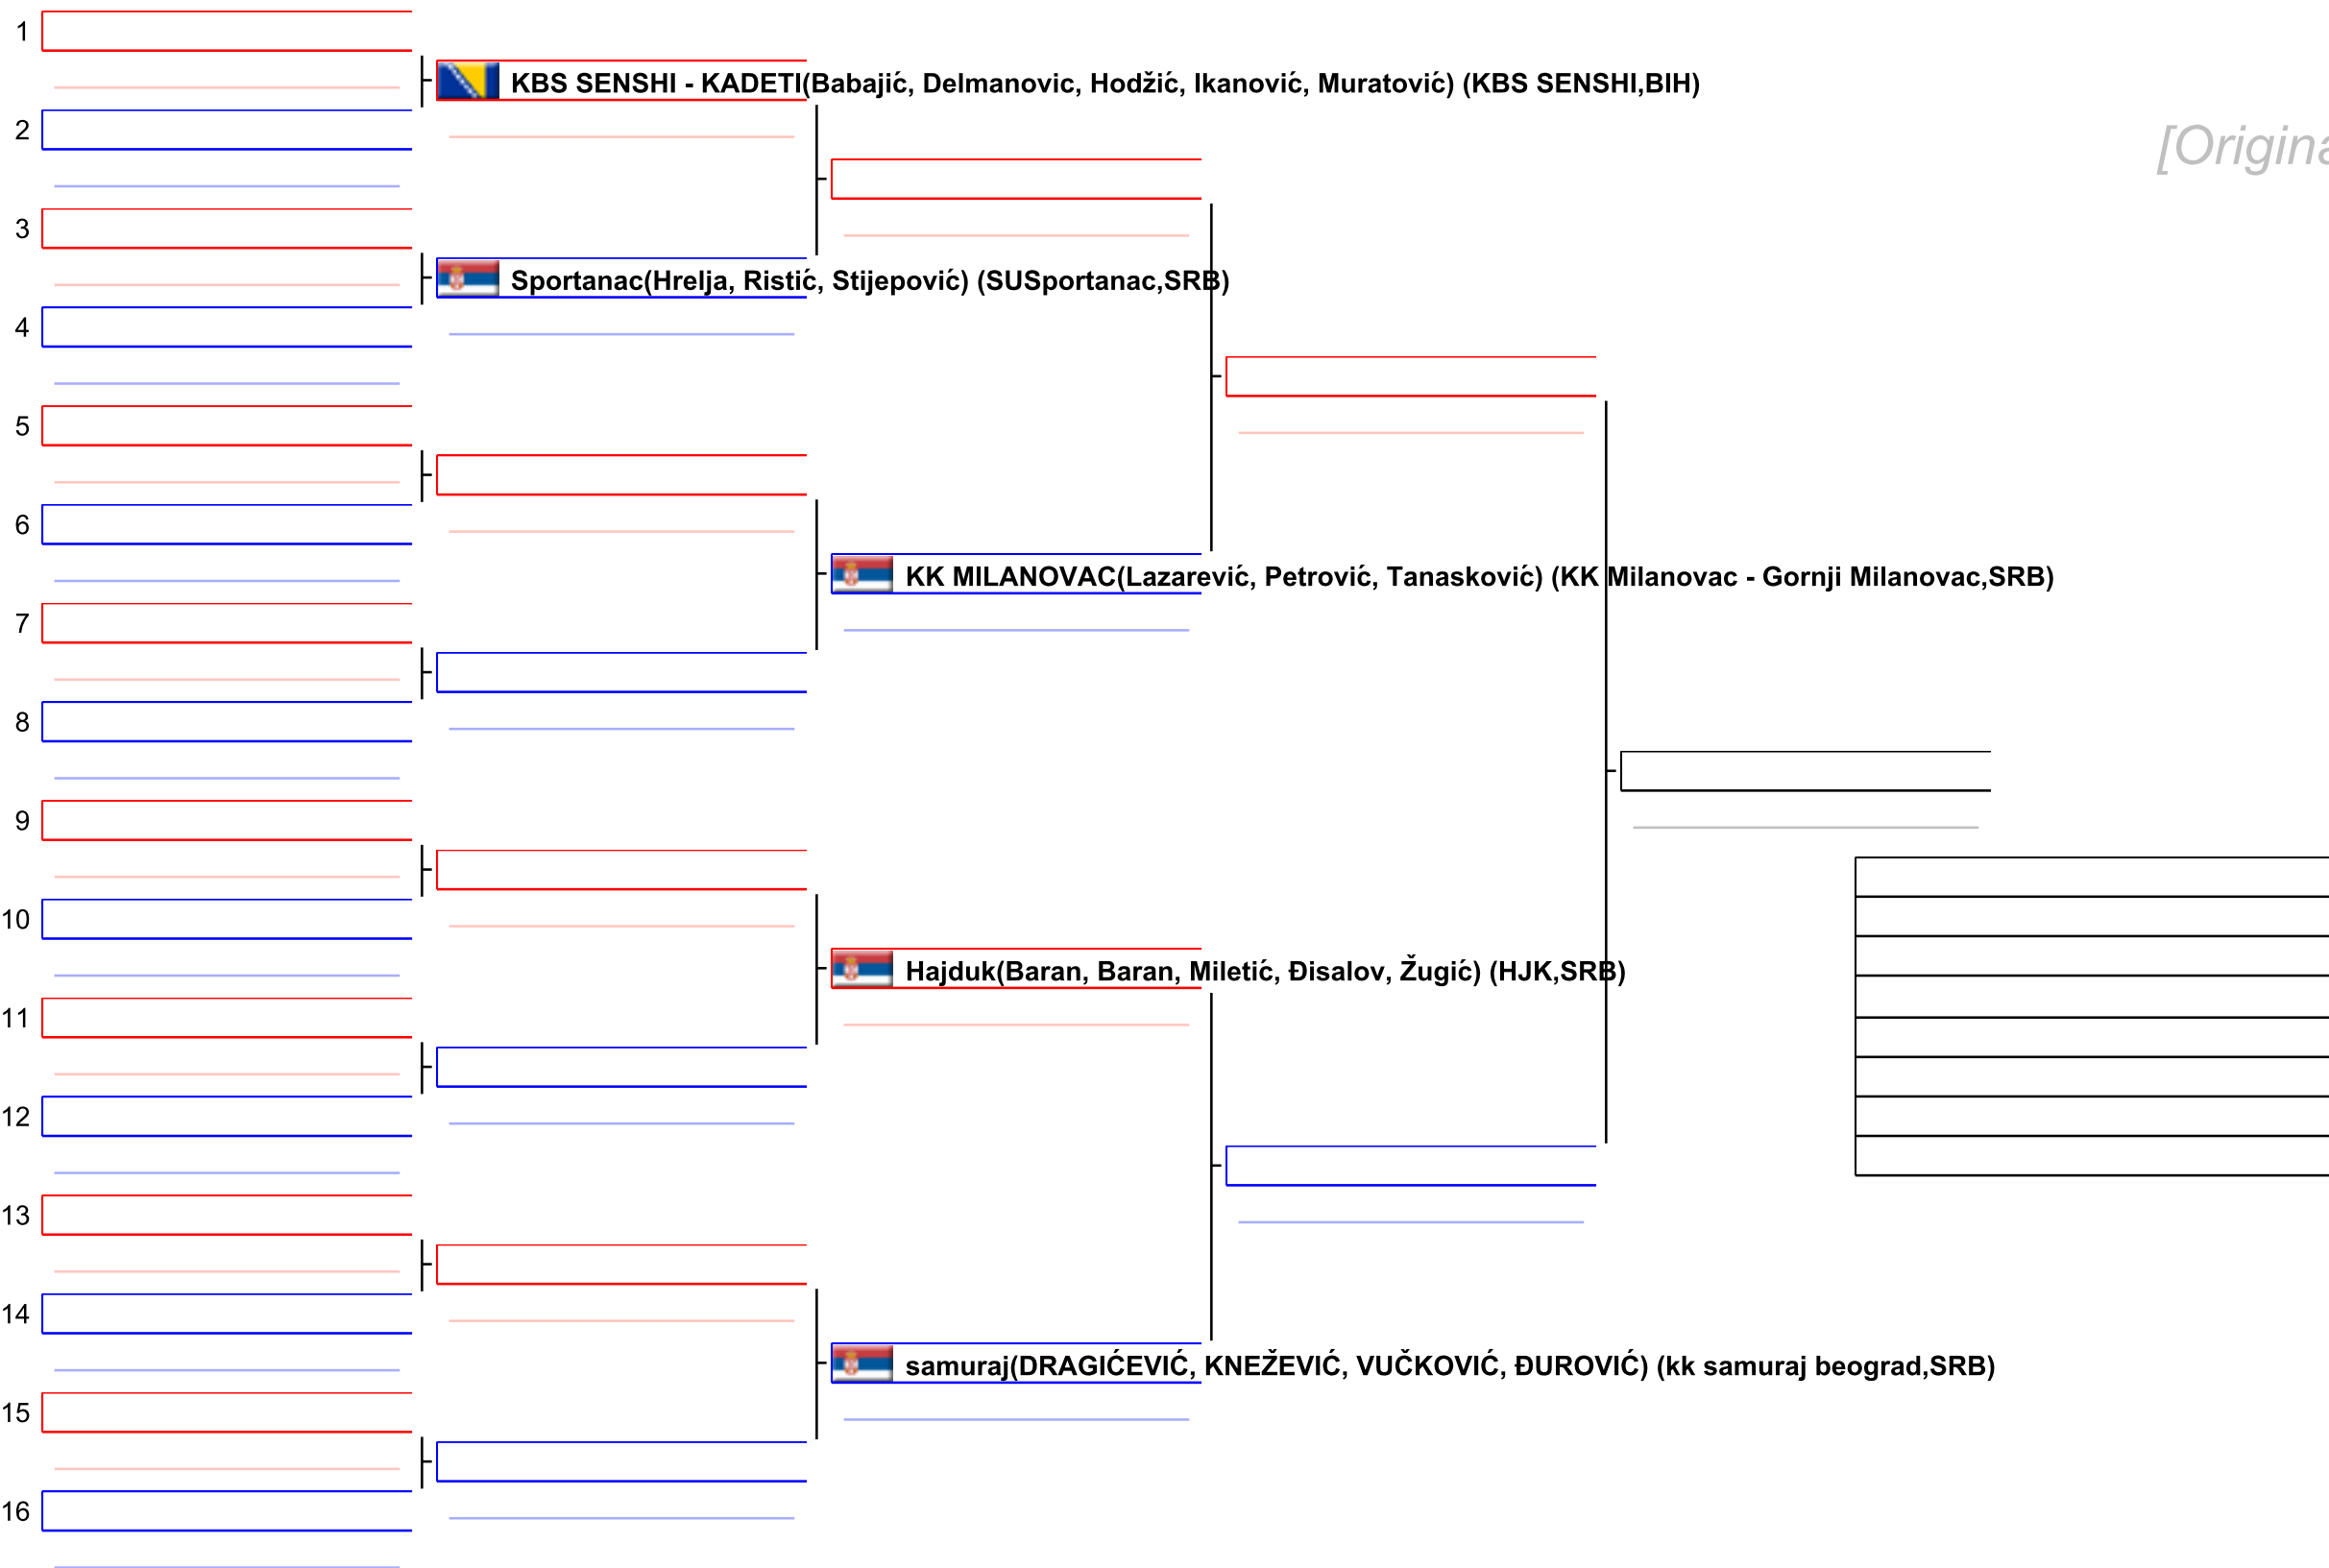 1
KBS SENSHI - KADETI(Babajić, Delmanovic, Hodžić, Ikanović, Muratović) (KBS SENSHI,BIH)
2
[Origina
3
Sportanac(Hrelja, Ristić, Stijepović) (SUSportanac,SRB)
4
5
6
KK MILANOVAC(Lazarević, Petrović, Tanasković) (KK Milanovac - Gornji Milanovac,SRB)
7
8
9
10
Hajduk(Baran, Baran, Miletić, Đisalov, Žugić) (HJK,SRB)
11
12
13
14
samuraj(DRAGIĆEVIĆ, KNEŽEVIĆ, VUČKOVIĆ, ĐUROVIĆ) (kk samuraj beograd,SRB)
15
16